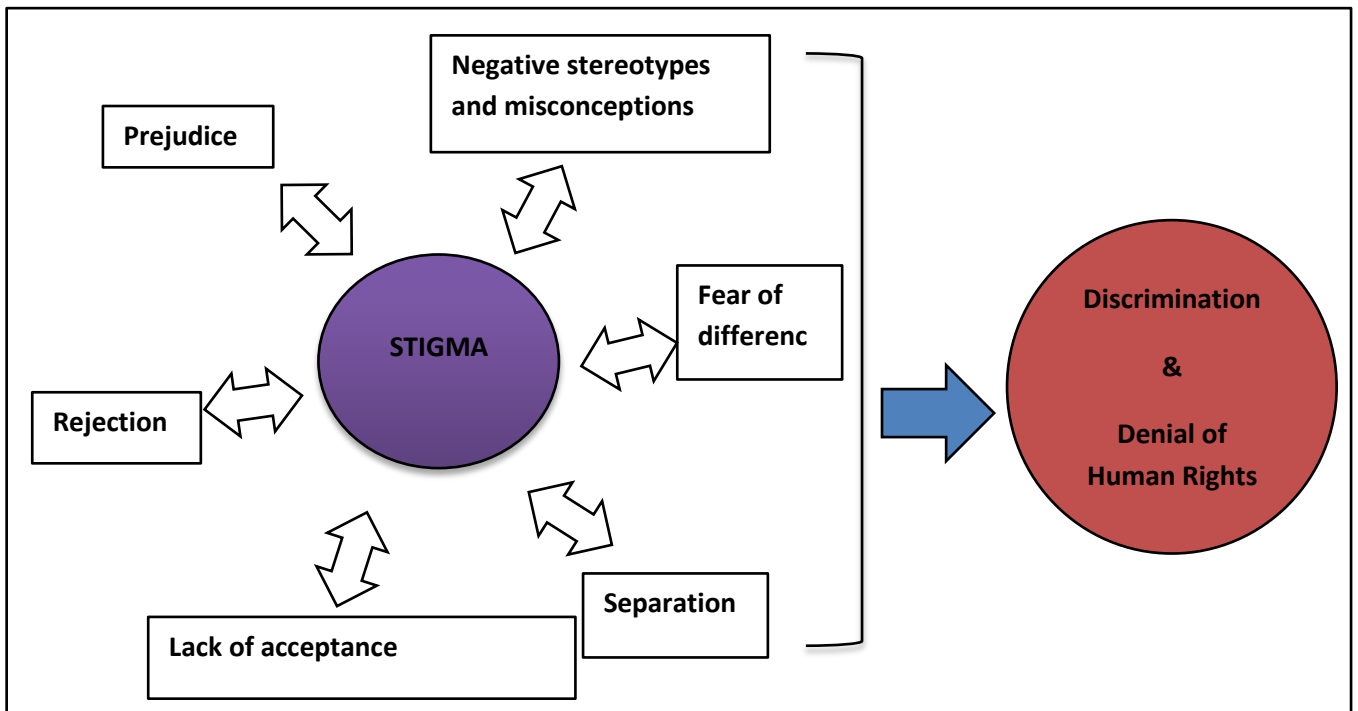 Negative stereotypes
and misconceptions
Prejudice
Fear of
differenc
STIGMA
Rejection
Separation
Lack of acceptance
Discrimination
&
Denial of
Human Rights